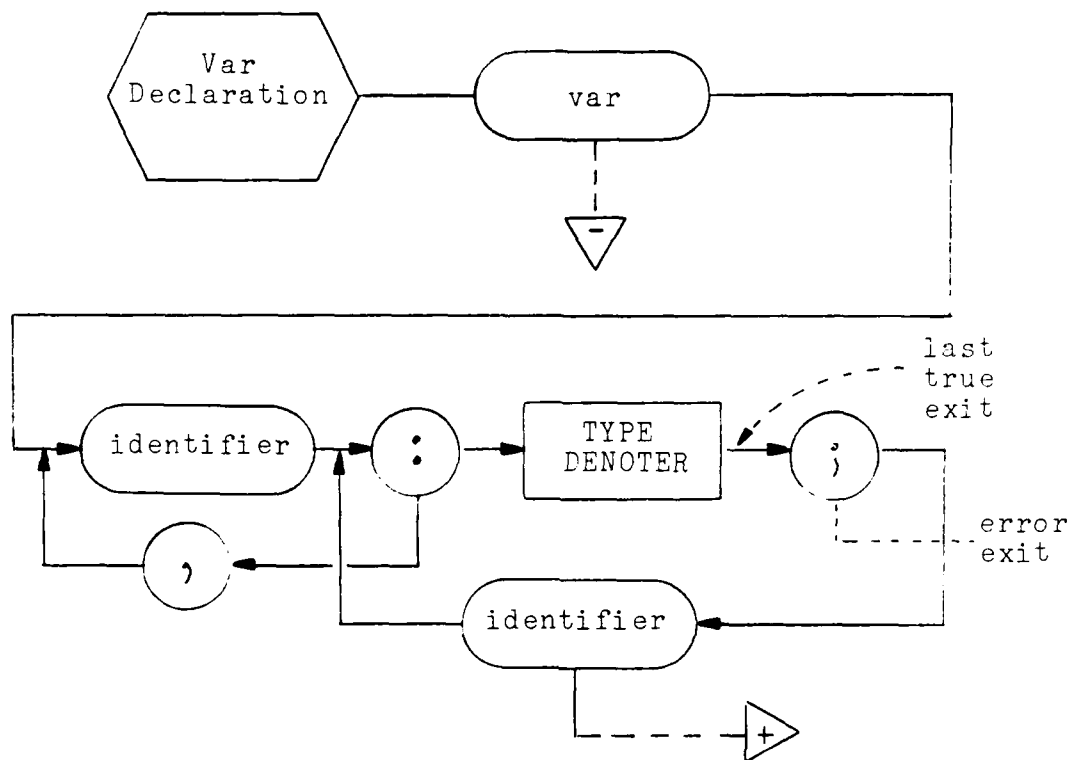 Var
Declaration
var
-
last
true
exit
identifier
:
TYPE
DENOTER
;
,
error
exit
identifier
+